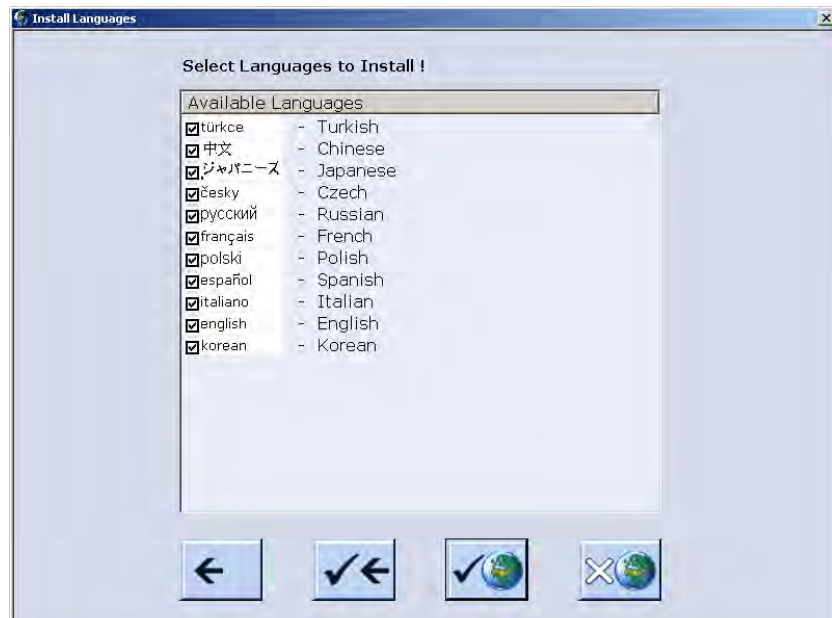 Install Languages
Select Languages to Install !
Available Languages
türkce - Turkish
中文 - Chinese
ジャパニーズ - Japanese
česky - Czech
русский - Russian
français - French
polski - Polish
español - Spanish
italiano - Italian
english - English
korean - Korean